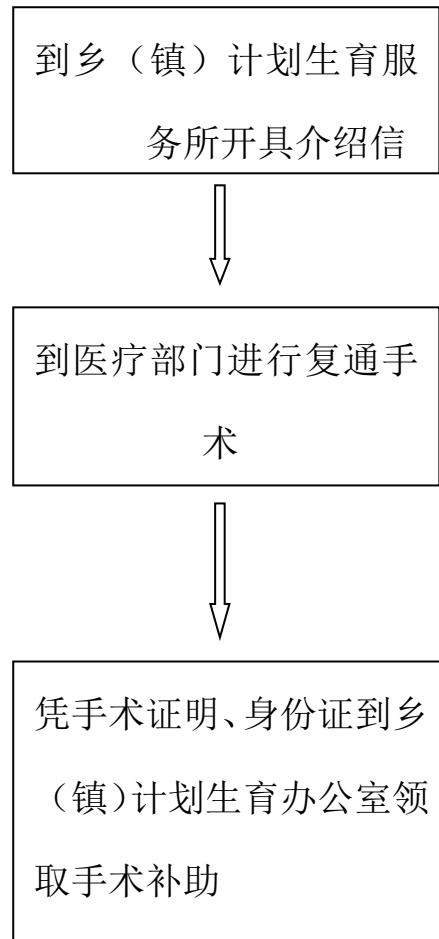 到乡（镇）计划生育服
务所开具介绍信
到医疗部门进行复通手
术
凭手术证明、身份证到乡
（镇）计划生育办公室领
取手术补助